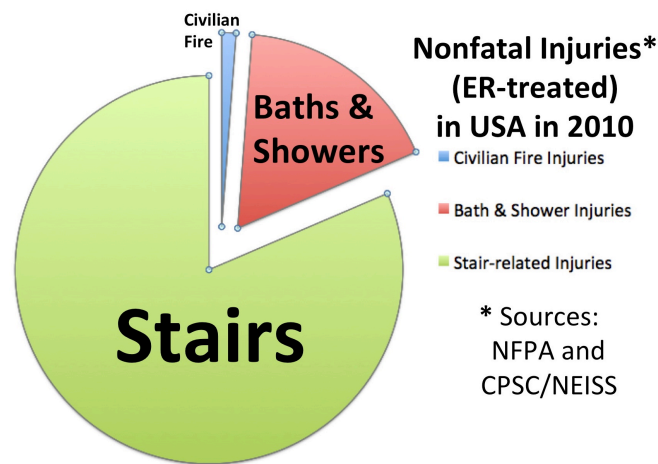 Civilian
Fire
Baths &
Showers
Stairs
Nonfatal Injuries*
(ER-treated)
in USA in 2010
Civilian Fire Injuries
Bath & Shower Injuries
Stair-related Injuries
* Sources:
NFPA and
CPSC/NEISS